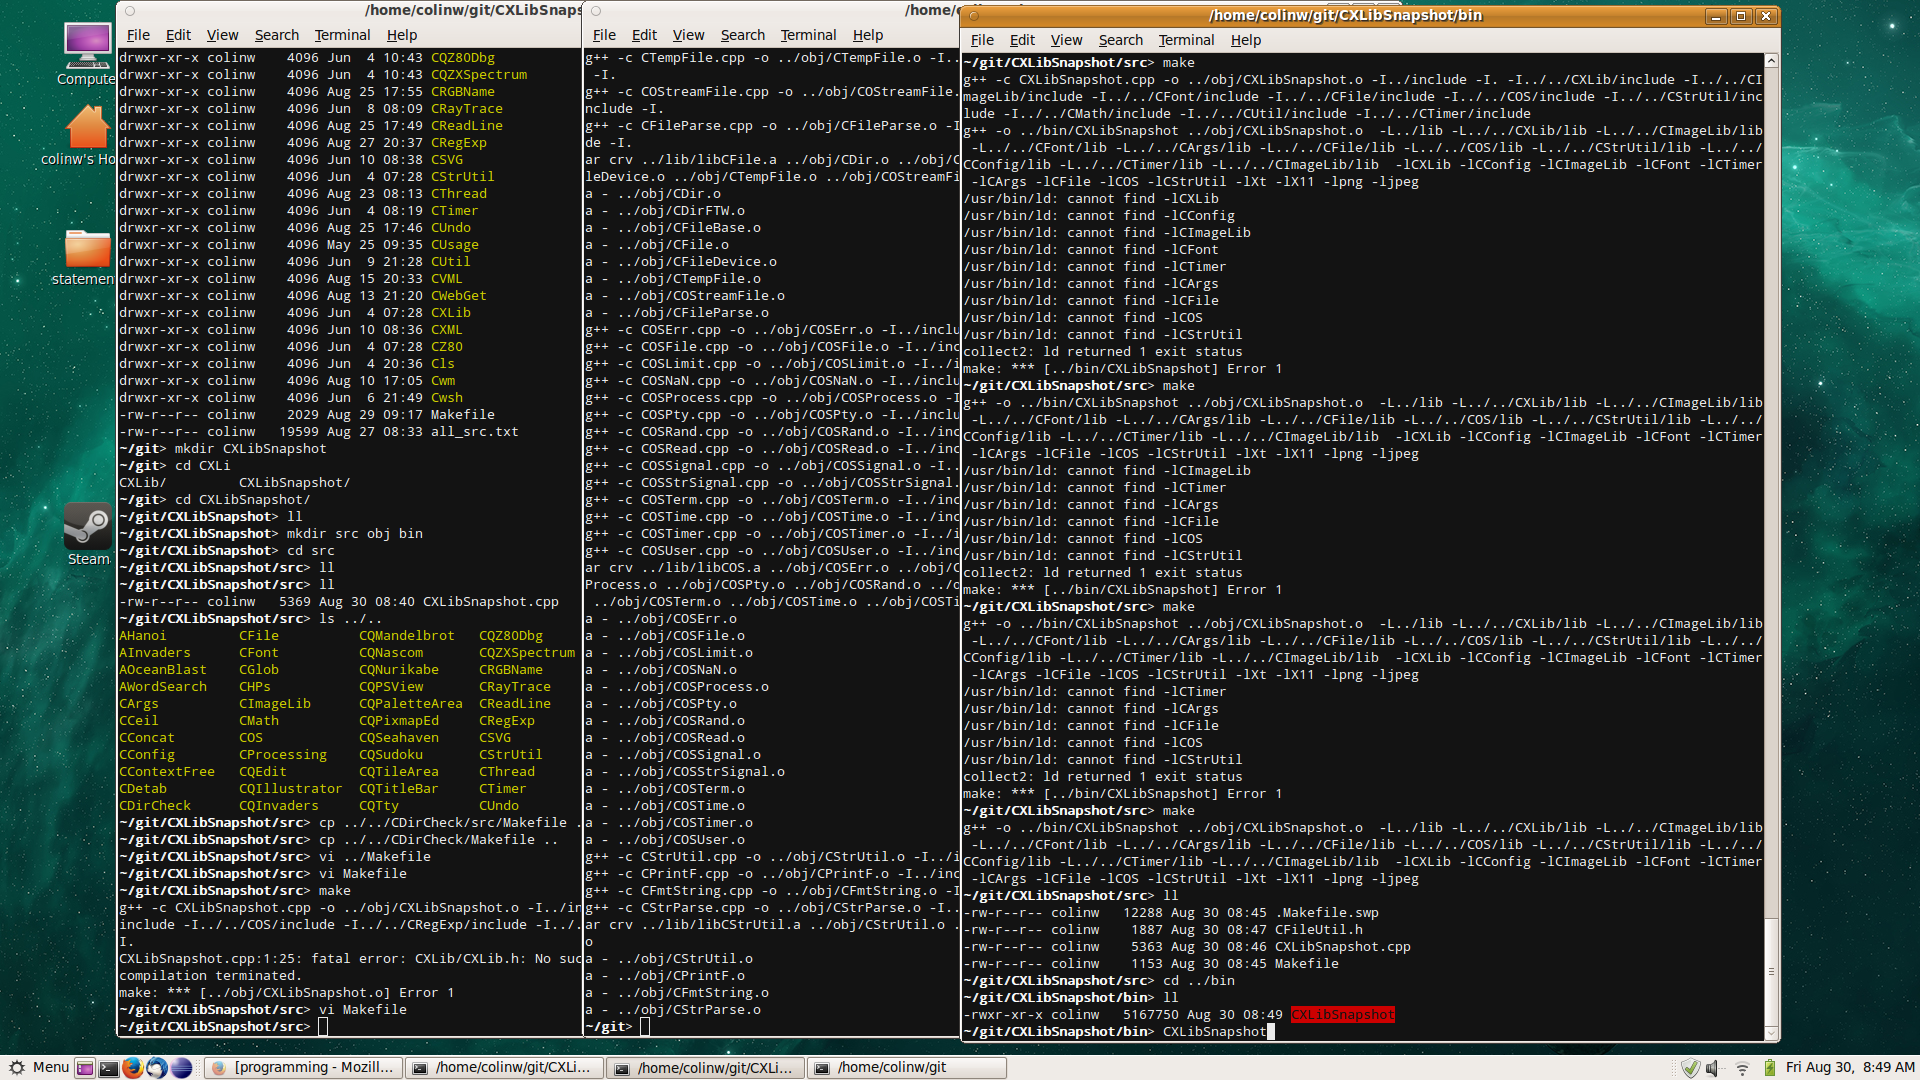 Compute
colinw's Ho
statemen
Steam
/home/colinw/git/CXLibSnaps
File Edit View Search Terminal Help
drwxr-xr-x colinw    4096 Jun  4 10:43 CQZ80Dbg
drwxr-xr-x colinw    4096 Jun  4 10:43 CQZXSpectrum
drwxr-xr-x colinw    4096 Aug 25 17:55 CRGBName
drwxr-xr-x colinw    4096 Jun  8 08:09 CRayTrace
drwxr-xr-x colinw    4096 Aug 25 17:49 CReadLine
drwxr-xr-x colinw    4096 Aug 27 20:37 CRegExp
drwxr-xr-x colinw    4096 Jun 10 08:38 CSVG
drwxr-xr-x colinw    4096 Jun  4 07:28 CStrUtil
drwxr-xr-x colinw    4096 Aug 23 08:13 CThread
drwxr-xr-x colinw    4096 Jun  4 08:19 CTimer
drwxr-xr-x colinw    4096 Aug 25 17:46 CUndo
drwxr-xr-x colinw    4096 May 25 09:35 CUsage
drwxr-xr-x colinw    4096 Jun  9 21:28 CUtil
drwxr-xr-x colinw    4096 Aug 15 20:33 CVML
drwxr-xr-x colinw    4096 Aug 13 21:20 CWebGet
drwxr-xr-x colinw    4096 Jun  4 07:28 CXLib
drwxr-xr-x colinw    4096 Jun 10 08:36 CXML
drwxr-xr-x colinw    4096 Jun  4 07:28 CZ80
drwxr-xr-x colinw    4096 Jun  4 20:36 Cls
drwxr-xr-x colinw    4096 Aug 10 17:05 Cwm
drwxr-xr-x colinw    4096 Jun  6 21:49 Cwsh
-rw-r--r-- colinw    2029 Aug 29 09:17 Makefile
-rw-r--r-- colinw   19599 Aug 27 08:33 all_src.txt
~/git> mkdir CXLibSnapshot
~/git> cd CXLi
CXLib/         CXLibSnapshot/
~/git> cd CXLibSnapshot/
~/git/CXLibSnapshot> ll
~/git/CXLibSnapshot> mkdir src obj bin
~/git/CXLibSnapshot> cd src
~/git/CXLibSnapshot/src> ll
~/git/CXLibSnapshot/src> ll
-rw-r--r-- colinw   5369 Aug 30 08:40 CXLibSnapshot.cpp
~/git/CXLibSnapshot/src> ls ../..
AHanoi         CFile          CQMandelbrot   CQZ80Dbg
AInvaders      CFont          CQNascom       CQZXSpectrum
AOceanBlast    CGlob          CQNurikabe     CRGBName
AWordSearch    CHPs           CQPSView       CRayTrace
CArgs          CImageLib      CQPaletteArea  CReadLine
CCeil          CMath          CQPixmapEd     CRegExp
CConcat        COS            CQSeahaven     CSVG
CConfig        CProcessing    CQSudoku       CStrUtil
CContextFree   CQEdit         CQTileArea     CThread
CDetab         CQIllustrator  CQTitleBar     CTimer
CDirCheck      CQInvaders     CQTty          CUndo
~/git/CXLibSnapshot/src> cp ../../CDirCheck/src/Makefile .
~/git/CXLibSnapshot/src> cp ../../CDirCheck/Makefile ..
~/git/CXLibSnapshot/src> vi ../Makefile
~/git/CXLibSnapshot/src> vi Makefile
~/git/CXLibSnapshot/src> make
g++ -c CXLibSnapshot.cpp -o ../obj/CXLibSnapshot.o -I../in
include -I../../COS/include -I../../CRegExp/include -I../../
I.
CXLibSnapshot.cpp:1:25: fatal error: CXLib/CXLib.h: No suc
compilation terminated.
make: *** [../obj/CXLibSnapshot.o] Error 1
~/git/CXLibSnapshot/src> vi Makefile
~/git/CXLibSnapshot/src>
/home/colinw/g
File Edit View Search Terminal Help
g++ -c CTempFile.cpp -o ../obj/CTempFile.o -I..
 -I.
g++ -c COStreamFile.cpp -o ../obj/COStreamFile.
nclude -I.
g++ -c CFileParse.cpp -o ../obj/CFileParse.o -I
de -I.
ar crv ../lib/libCFile.a ../obj/CDir.o ../obj/C
leDevice.o ../obj/CTempFile.o ../obj/COStreamFi
a - ../obj/CDir.o
a - ../obj/CDirFTW.o
a - ../obj/CFileBase.o
a - ../obj/CFile.o
a - ../obj/CFileDevice.o
a - ../obj/CTempFile.o
a - ../obj/COStreamFile.o
a - ../obj/CFileParse.o
g++ -c COSErr.cpp -o ../obj/COSErr.o -I../inclu
g++ -c COSFile.cpp -o ../obj/COSFile.o -I../inc
g++ -c COSLimit.cpp -o ../obj/COSLimit.o -I../i
g++ -c COSNaN.cpp -o ../obj/COSNaN.o -I../inclu
g++ -c COSProcess.cpp -o ../obj/COSProcess.o -I
g++ -c COSPty.cpp -o ../obj/COSPty.o -I../inclu
g++ -c COSRand.cpp -o ../obj/COSRand.o -I../inc
g++ -c COSRead.cpp -o ../obj/COSRead.o -I../inc
g++ -c COSSignal.cpp -o ../obj/COSSignal.o -I..
g++ -c COSStrSignal.cpp -o ../obj/COSStrSignal.
g++ -c COSTerm.cpp -o ../obj/COSTerm.o -I../inc
g++ -c COSTime.cpp -o ../obj/COSTime.o -I../inc
g++ -c COSTimer.cpp -o ../obj/COSTimer.o -I../i
g++ -c COSUser.cpp -o ../obj/COSUser.o -I../inc
ar crv ../lib/libCOS.a ../obj/COSErr.o ../obj/C
Process.o ../obj/COSPty.o ../obj/COSRand.o ../o
 ../obj/COSTerm.o ../obj/COSTime.o ../obj/COSTi
a - ../obj/COSErr.o
a - ../obj/COSFile.o
a - ../obj/COSLimit.o
a - ../obj/COSNaN.o
a - ../obj/COSProcess.o
a - ../obj/COSPty.o
a - ../obj/COSRand.o
a - ../obj/COSRead.o
a - ../obj/COSSignal.o
a - ../obj/COSStrSignal.o
a - ../obj/COSTerm.o
a - ../obj/COSTime.o
a - ../obj/COSTimer.o
a - ../obj/COSUser.o
g++ -c CStrUtil.cpp -o ../obj/CStrUtil.o -I../i
g++ -c CPrintF.cpp -o ../obj/CPrintF.o -I../inc
g++ -c CFmtString.cpp -o ../obj/CFmtString.o -I
g++ -c CStrParse.cpp -o ../obj/CStrParse.o -I..
ar crv ../lib/libCStrUtil.a ../obj/CStrUtil.o .
o
a - ../obj/CStrUtil.o
a - ../obj/CPrintF.o
a - ../obj/CFmtString.o
a - ../obj/CStrParse.o
~/git>
/home/colinw/git/CXLibSnapshot/bin
File Edit View Search Terminal Help
~/git/CXLibSnapshot/src> make
g++ -c CXLibSnapshot.cpp -o ../obj/CXLibSnapshot.o -I../include -I. -I../../CXLib/include -I../../CI
mageLib/include -I../../CFont/include -I../../CFile/include -I../../COS/include -I../../CStrUtil/inc
lude -I../../CMath/include -I../../CUtil/include -I../../CTimer/include
g++ -o ../bin/CXLibSnapshot ../obj/CXLibSnapshot.o  -L../lib -L../../CXLib/lib -L../../CImageLib/lib
 -L../../CFont/lib -L../../CArgs/lib -L../../CFile/lib -L../../COS/lib -L../../CStrUtil/lib -L../../
CConfig/lib -L../../CTimer/lib -L../../CImageLib/lib  -lCXLib -lCConfig -lCImageLib -lCFont -lCTimer
 -lCArgs -lCFile -lCOS -lCStrUtil -lXt -lX11 -lpng -ljpeg
/usr/bin/ld: cannot find -lCXLib
/usr/bin/ld: cannot find -lCConfig
/usr/bin/ld: cannot find -lCImageLib
/usr/bin/ld: cannot find -lCFont
/usr/bin/ld: cannot find -lCTimer
/usr/bin/ld: cannot find -lCArgs
/usr/bin/ld: cannot find -lCFile
/usr/bin/ld: cannot find -lCOS
/usr/bin/ld: cannot find -lCStrUtil
collect2: ld returned 1 exit status
make: *** [../bin/CXLibSnapshot] Error 1
~/git/CXLibSnapshot/src> make
g++ -o ../bin/CXLibSnapshot ../obj/CXLibSnapshot.o  -L../lib -L../../CXLib/lib -L../../CImageLib/lib
 -L../../CFont/lib -L../../CArgs/lib -L../../CFile/lib -L../../COS/lib -L../../CStrUtil/lib -L../../
CConfig/lib -L../../CTimer/lib -L../../CImageLib/lib  -lCXLib -lCConfig -lCImageLib -lCFont -lCTimer
 -lCArgs -lCFile -lCOS -lCStrUtil -lXt -lX11 -lpng -ljpeg
/usr/bin/ld: cannot find -lCImageLib
/usr/bin/ld: cannot find -lCTimer
/usr/bin/ld: cannot find -lCArgs
/usr/bin/ld: cannot find -lCFile
/usr/bin/ld: cannot find -lCOS
/usr/bin/ld: cannot find -lCStrUtil
collect2: ld returned 1 exit status
make: *** [../bin/CXLibSnapshot] Error 1
~/git/CXLibSnapshot/src> make
g++ -o ../bin/CXLibSnapshot ../obj/CXLibSnapshot.o  -L../lib -L../../CXLib/lib -L../../CImageLib/lib
 -L../../CFont/lib -L../../CArgs/lib -L../../CFile/lib -L../../COS/lib -L../../CStrUtil/lib -L../../
CConfig/lib -L../../CTimer/lib -L../../CImageLib/lib  -lCXLib -lCConfig -lCImageLib -lCFont -lCTimer
 -lCArgs -lCFile -lCOS -lCStrUtil -lXt -lX11 -lpng -ljpeg
/usr/bin/ld: cannot find -lCTimer
/usr/bin/ld: cannot find -lCArgs
/usr/bin/ld: cannot find -lCFile
/usr/bin/ld: cannot find -lCOS
/usr/bin/ld: cannot find -lCStrUtil
collect2: ld returned 1 exit status
make: *** [../bin/CXLibSnapshot] Error 1
~/git/CXLibSnapshot/src> make
g++ -o ../bin/CXLibSnapshot ../obj/CXLibSnapshot.o  -L../lib -L../../CXLib/lib -L../../CImageLib/lib
 -L../../CFont/lib -L../../CArgs/lib -L../../CFile/lib -L../../COS/lib -L../../CStrUtil/lib -L../../
CConfig/lib -L../../CTimer/lib -L../../CImageLib/lib  -lCXLib -lCConfig -lCImageLib -lCFont -lCTimer
 -lCArgs -lCFile -lCOS -lCStrUtil -lXt -lX11 -lpng -ljpeg
~/git/CXLibSnapshot/src> ll
-rw-r--r-- colinw   12288 Aug 30 08:45 .Makefile.swp
-rw-r--r-- colinw    1887 Aug 30 08:47 CFileUtil.h
-rw-r--r-- colinw    5363 Aug 30 08:46 CXLibSnapshot.cpp
-rw-r--r-- colinw    1153 Aug 30 08:45 Makefile
~/git/CXLibSnapshot/src> cd ../bin
~/git/CXLibSnapshot/bin> ll
-rwxr-xr-x colinw   5167750 Aug 30 08:49 CXLibSnapshot
~/git/CXLibSnapshot/bin> CXLibSnapshot
Menu
[programming - Mozill...
/home/colinw/git/CXLi...
/home/colinw/git/CXLi...
/home/colinw/git
Fri Aug 30,  8:49 AM